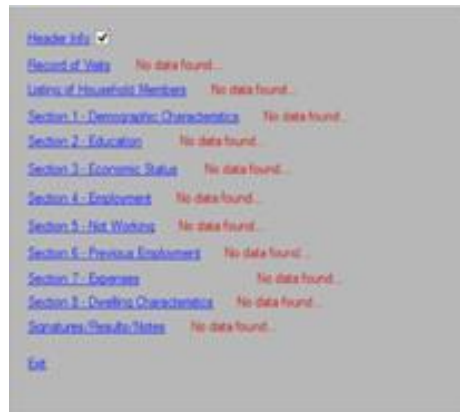 Header Info
Record of Visits No data found...
Listing of Household Members No data found...
Section 1 - Demographic Characteristics No data found...
Section 2 - Education No data found...
Section 3 - Economic Status No data found...
Section 4 - Employment No data found...
Section 5 - Not Working No data found...
Section 6 - Previous Employment No data found...
Section 7 - Expenses No data found...
Section 8 - Dwelling Characteristics No data found...
Signatures/Results/Notes No data found...
Exit